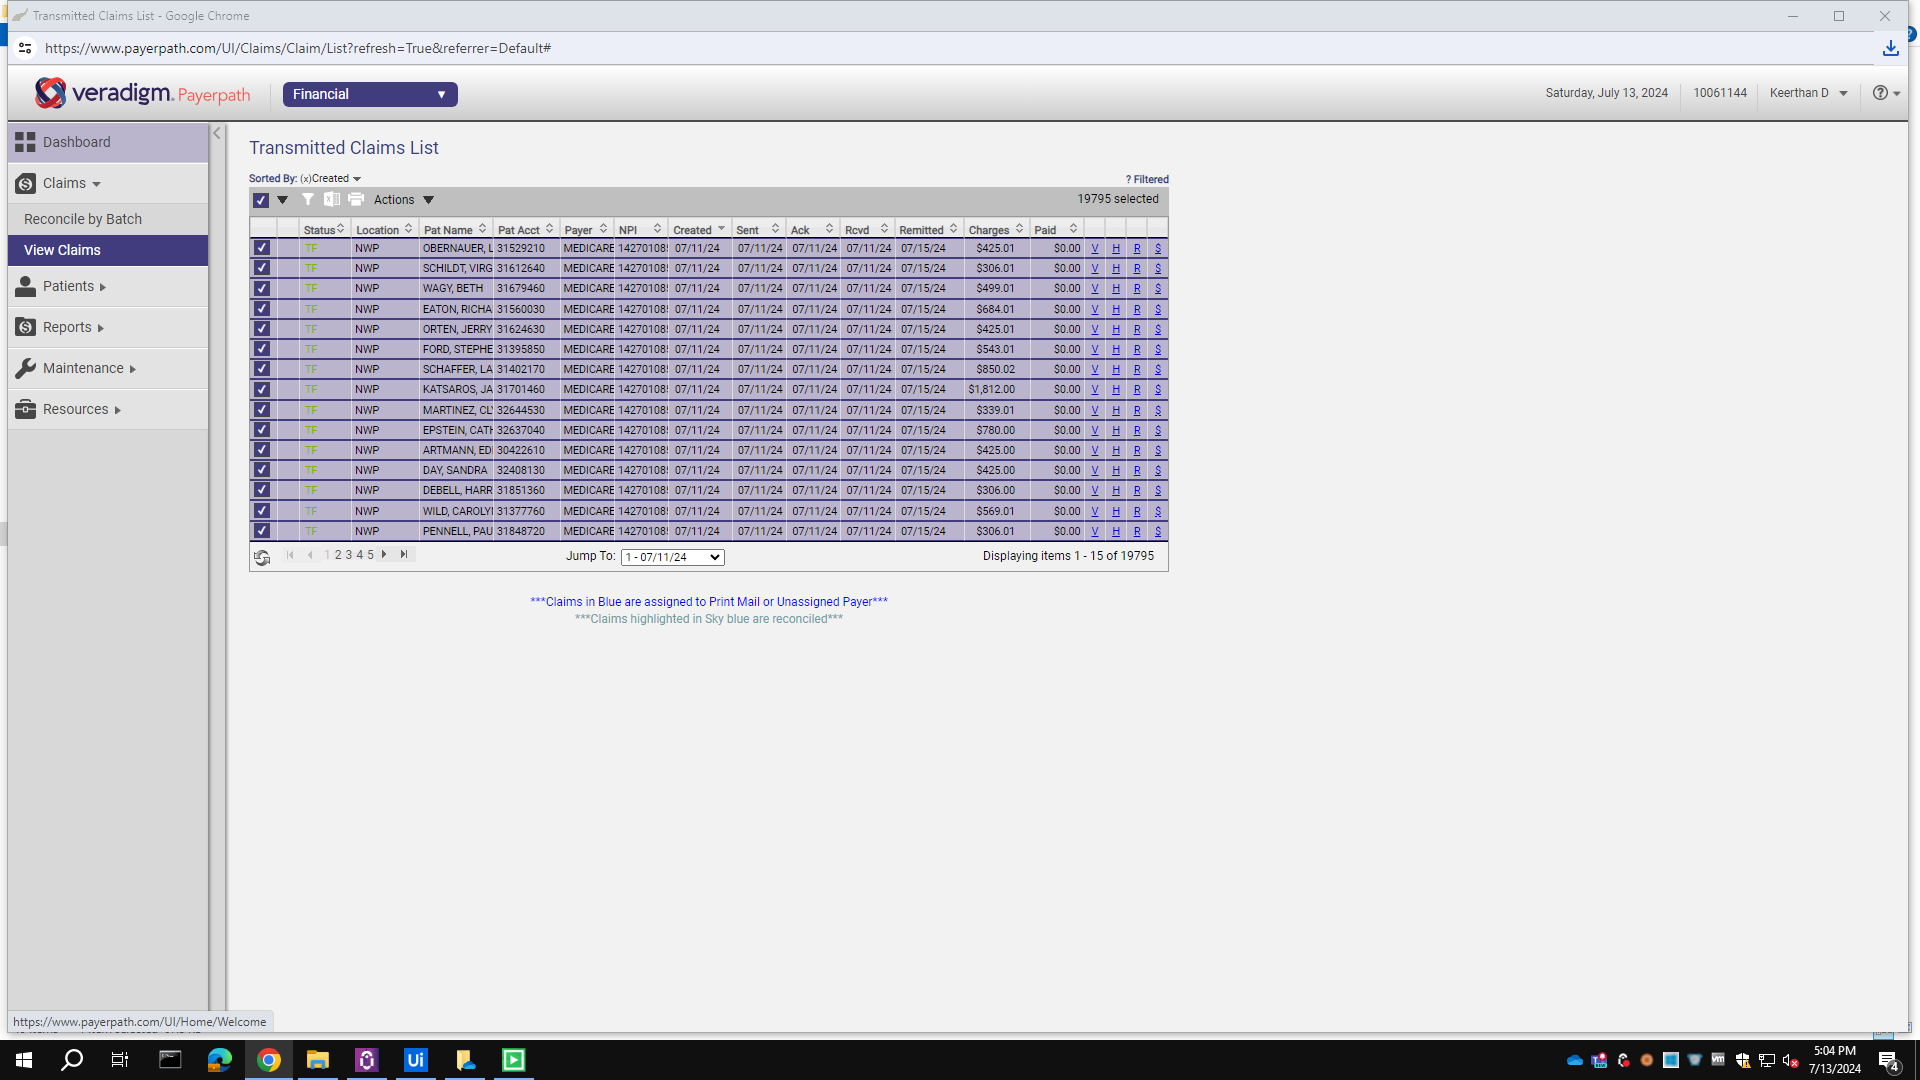 Transmitted Claims List - Google Chrome
https://www.payerpath.com/UI/Claims/Claim/List?refresh=True&referrer=Default#
veradigm. Payerpath
Financial
Saturday, July 13, 2024 10061144 Keerthan D
Dashboard
Claims
Reconcile by Batch
View Claims
Patients
Reports
Maintenance
Resources
Transmitted Claims List
Sorted By: (x)Created
? Filtered
Actions
19795 selected
Status Location Pat Name Pat Acct Payer NPI Created Sent Ack Rcvd Remitted Charges Paid
TF NWP OBERNAUER, L 31529210 MEDICARE 14270108 07/11/24 07/11/24 07/11/24 07/11/24 07/15/24 $425.01 $0.00 V H R $
TF NWP SCHILDT, VIRG 31612640 MEDICARE 14270108 07/11/24 07/11/24 07/11/24 07/11/24 07/15/24 $306.01 $0.00 V H R $
TF NWP WAGY, BETH 31679460 MEDICARE 14270108 07/11/24 07/11/24 07/11/24 07/11/24 07/15/24 $499.01 $0.00 V H R $
TF NWP EATON, RICHA 31560030 MEDICARE 14270108 07/11/24 07/11/24 07/11/24 07/11/24 07/15/24 $684.01 $0.00 V H R $
TF NWP ORTEN, JERRY 31624630 MEDICARE 14270108 07/11/24 07/11/24 07/11/24 07/11/24 07/15/24 $425.01 $0.00 V H R $
TF NWP FORD, STEPHE 31395850 MEDICARE 14270108 07/11/24 07/11/24 07/11/24 07/11/24 07/15/24 $543.01 $0.00 V H R $
TF NWP SCHAFFER, LA 31402170 MEDICARE 14270108 07/11/24 07/11/24 07/11/24 07/11/24 07/15/24 $850.02 $0.00 V H R $
TF NWP KATSAROS, JA 31701460 MEDICARE 14270108 07/11/24 07/11/24 07/11/24 07/11/24 07/15/24 $1,812.00 $0.00 V H R $
TF NWP MARTINEZ, CL 32644530 MEDICARE 14270108 07/11/24 07/11/24 07/11/24 07/11/24 07/15/24 $339.01 $0.00 V H R $
TF NWP EPSTEIN, CATH 32637040 MEDICARE 14270108 07/11/24 07/11/24 07/11/24 07/11/24 07/15/24 $780.00 $0.00 V H R $
TF NWP ARTMANN, ED 30422610 MEDICARE 14270108 07/11/24 07/11/24 07/11/24 07/11/24 07/15/24 $425.00 $0.00 V H R $
TF NWP DAY, SANDRA 32408130 MEDICARE 14270108 07/11/24 07/11/24 07/11/24 07/11/24 07/15/24 $425.00 $0.00 V H R $
TF NWP DEBELL, HARR 31851360 MEDICARE 14270108 07/11/24 07/11/24 07/11/24 07/11/24 07/15/24 $306.00 $0.00 V H R $
TF NWP WILD, CAROLY 31377760 MEDICARE 14270108 07/11/24 07/11/24 07/11/24 07/11/24 07/15/24 $569.01 $0.00 V H R $
TF NWP PENNELL, PAU 31848720 MEDICARE 14270108 07/11/24 07/11/24 07/11/24 07/11/24 07/15/24 $306.01 $0.00 V H R $
1 2 3 4 5
Jump To: 1 - 07/11/24
Displaying items 1 - 15 of 19795
***Claims in Blue are assigned to Print Mail or Unassigned Payer***
***Claims highlighted in Sky blue are reconciled***
https://www.payerpath.com/UI/Home/Welcome
Ui
5:04 PM
7/13/2024
4